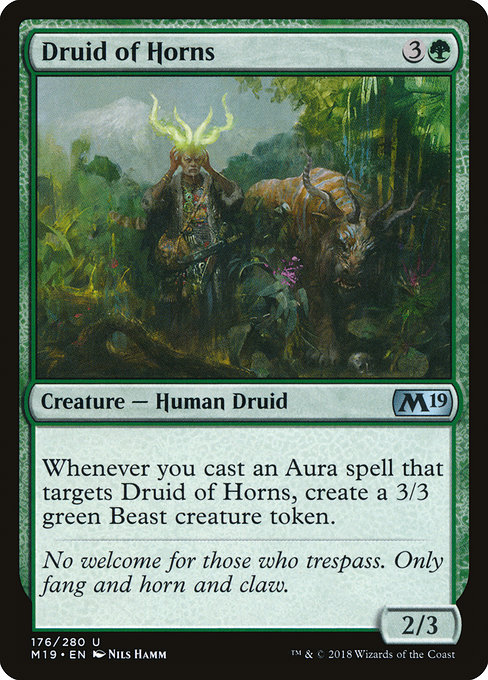 Druid of Horns 3
Creature — Human Druid M19
Whenever you cast an Aura spell that
targets Druid of Horns, create a 3/3
green Beast creature token.
No welcome for those who trespass. Only
fang and horn and claw.
2/3
176/280 U
M19 • EN Nils Hamm ™ & © 2018 Wizards of the Coast